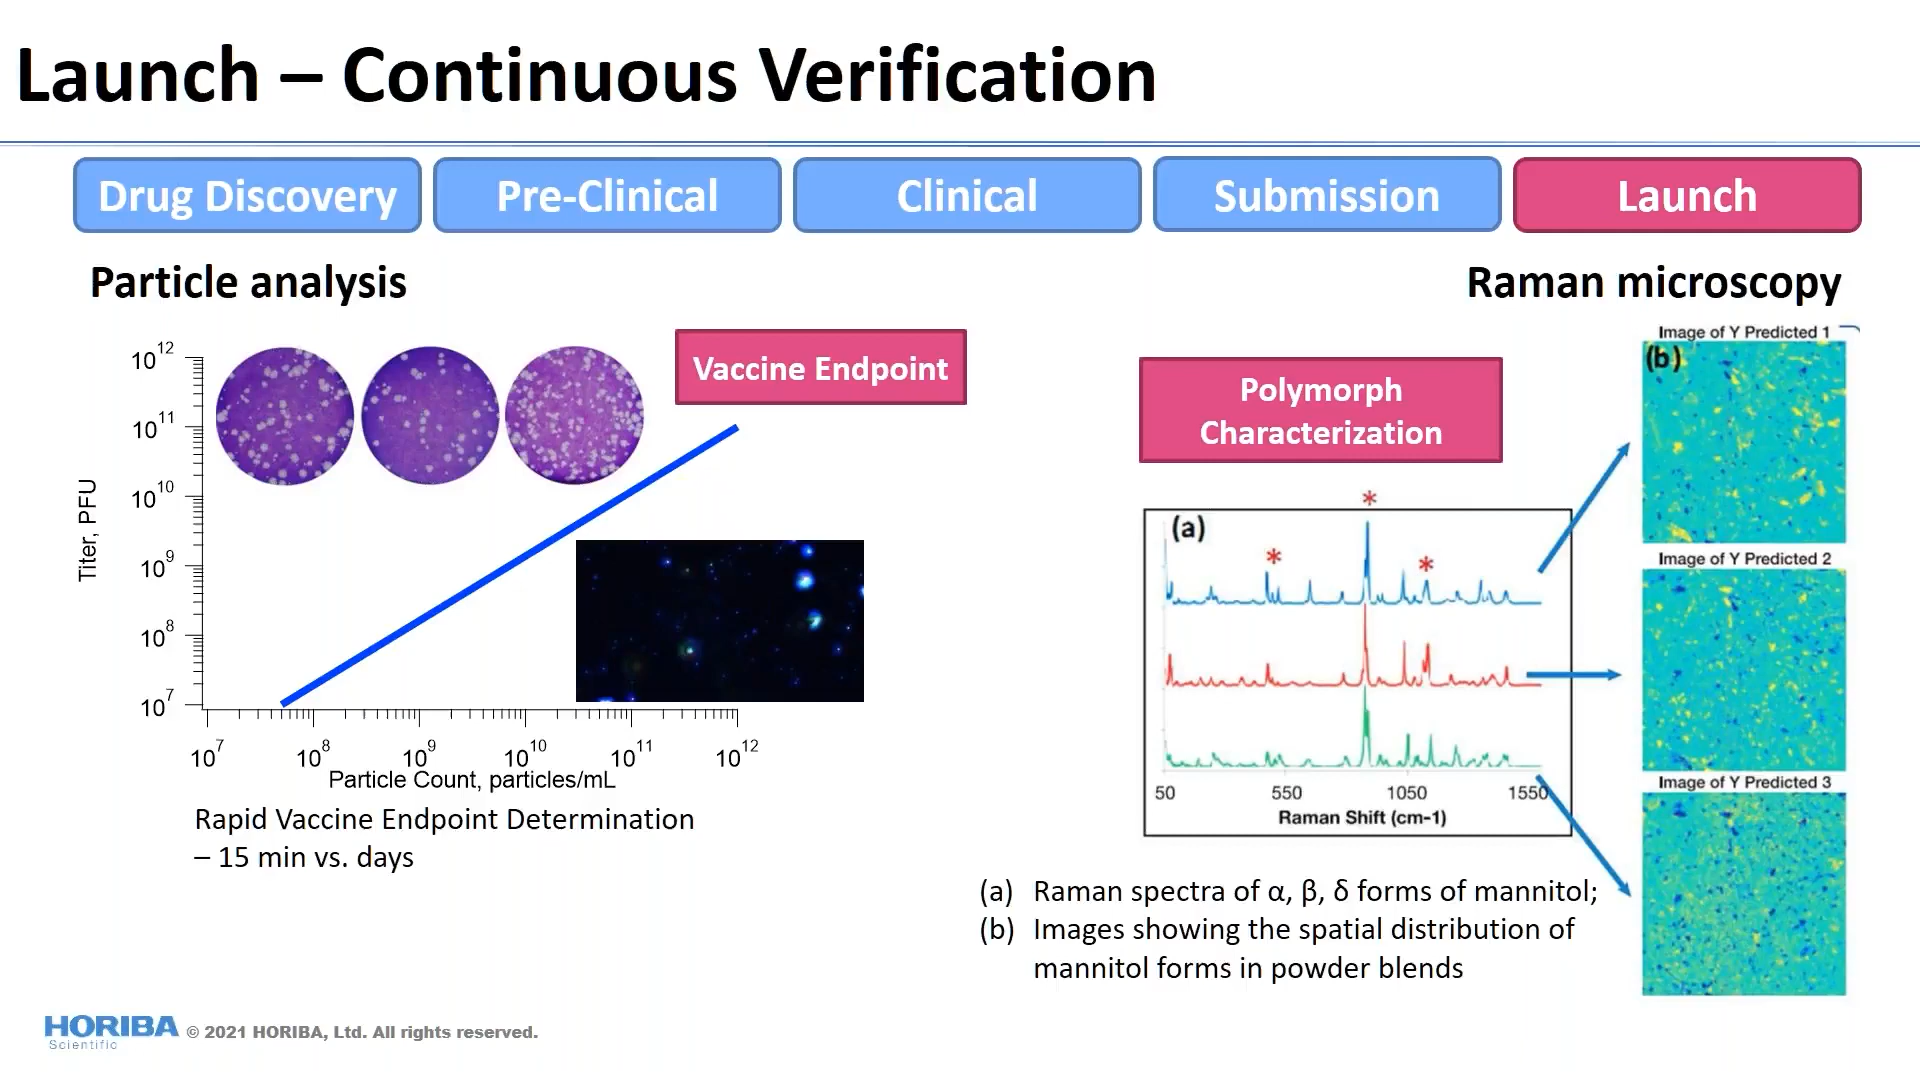 Launch – Continuous Verification
Drug Discovery
Pre-Clinical
Clinical
Submission
Launch
Particle analysis
Vaccine Endpoint
10^12
10^11
10^10
10^9
10^8
10^7
Titer, PFU
10^7 10^8 10^9 10^10 10^11 10^12
Particle Count, particles/mL
Rapid Vaccine Endpoint Determination
– 15 min vs. days
Raman microscopy
Polymorph
Characterization
(a)
*
*
*
50 550 1050 1550
Raman Shift (cm-1)
Image of Y Predicted 1
(b)
Image of Y Predicted 2
Image of Y Predicted 3
(a) Raman spectra of α, β, δ forms of mannitol;
(b) Images showing the spatial distribution of
mannitol forms in powder blends
HORIBA
Scientific
© 2021 HORIBA, Ltd. All rights reserved.